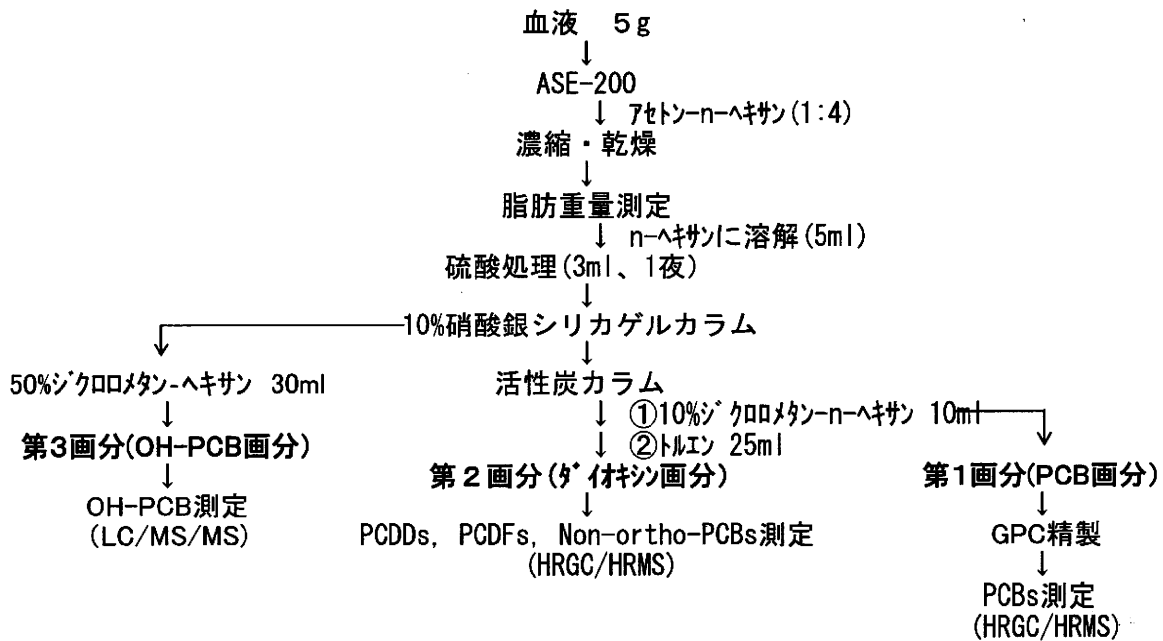 血液　５g
↓
ASE-200
↓ ｱｾﾄﾝｰn-ﾍｷｻﾝ(1:4)
濃縮・乾燥
↓
脂肪重量測定
↓ n-ﾍｷｻﾝに溶解(5ml)
硫酸処理(3ml、1夜)
↓
10%硝酸銀シリカゲルカラム
↓
50%ｼﾞｸﾛﾛﾒﾀﾝ-ﾍｷｻﾝ 30ml
↓
第3画分(OH-PCB画分)
↓
OH-PCB測定
(LC/MS/MS)
活性炭カラム
↓ ①10%ｼﾞｸﾛﾛﾒﾀﾝｰn-ﾍｷｻﾝ 10ml
↓ ②ﾄﾙｴﾝ 25ml
第２画分(ﾀﾞｲｵｷｼﾝ画分)
↓
PCDDs, PCDFs, Non-ortho-PCBs測定
(HRGC/HRMS)
第1画分(PCB画分)
↓
GPC精製
↓
PCBs測定
(HRGC/HRMS)